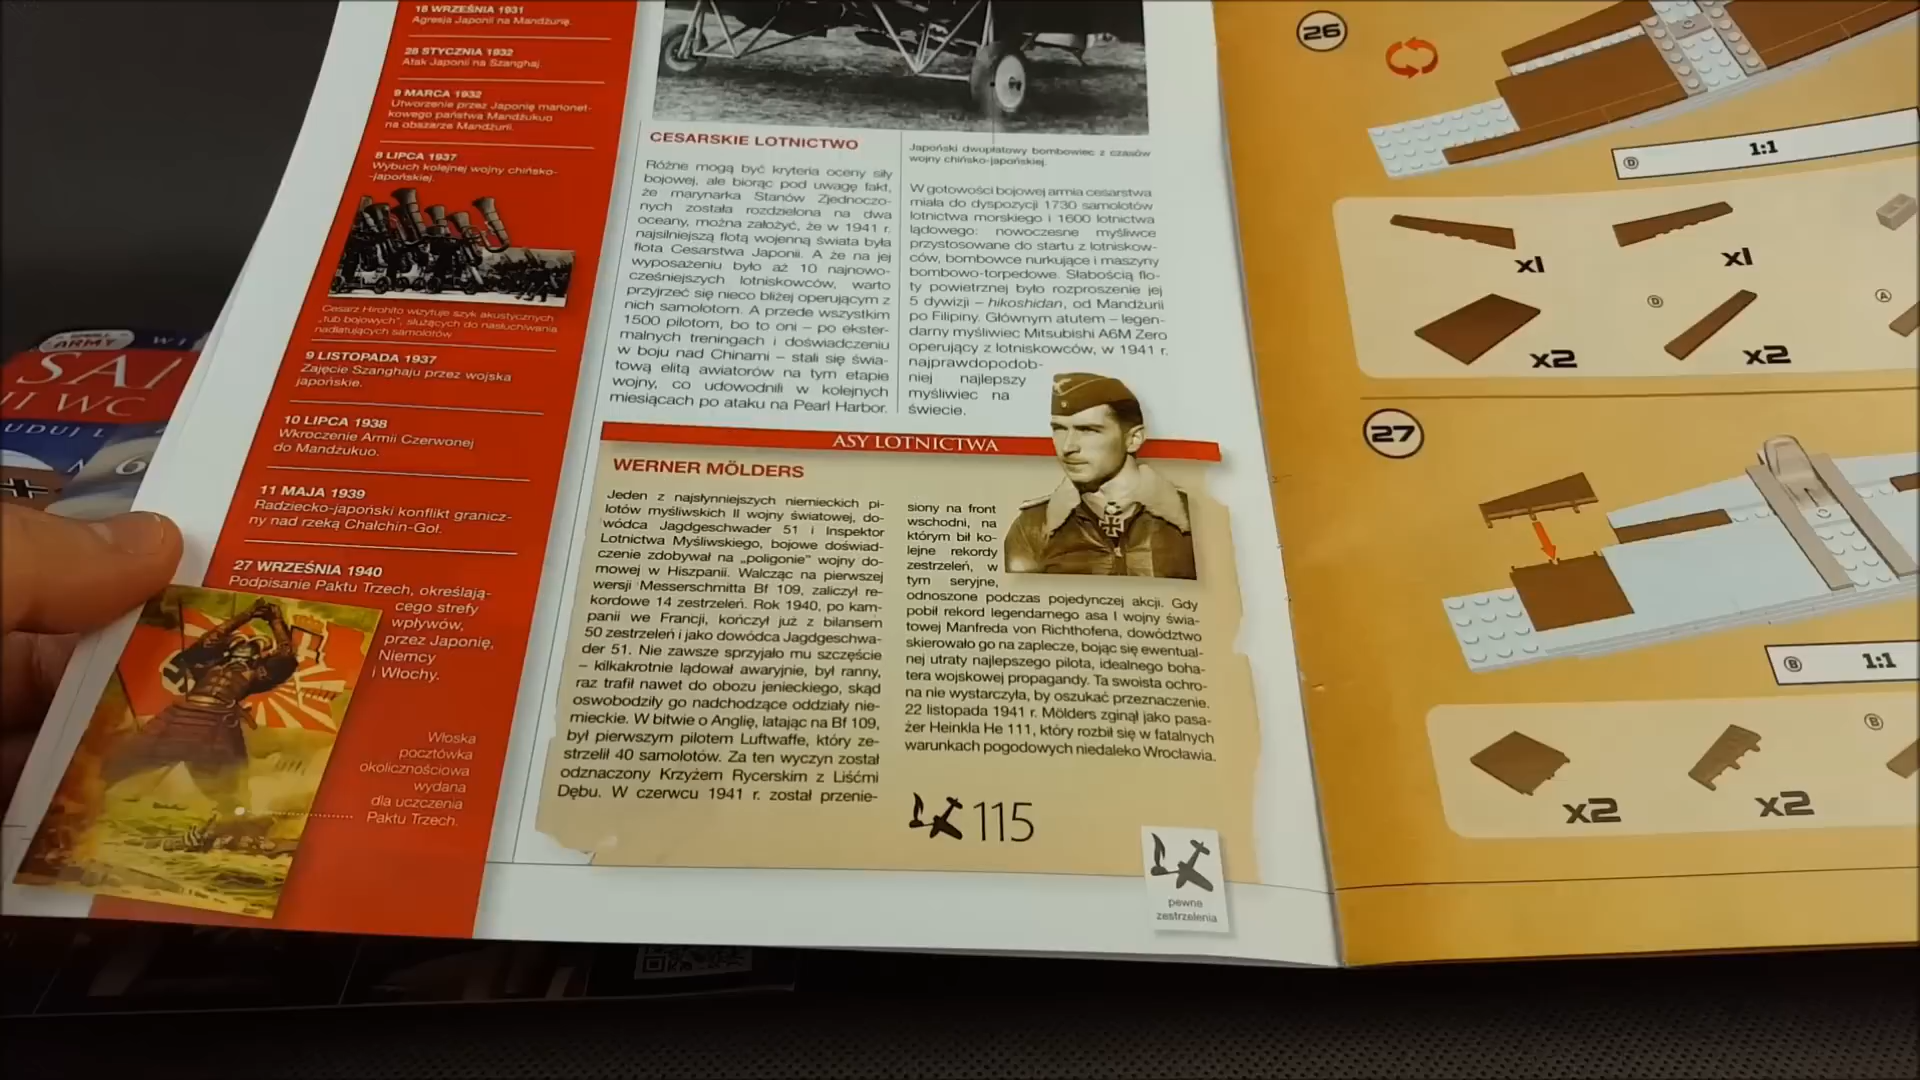 18 WRZEŚNIA 1931
Agresja Japonii na Mandżurię.
28 STYCZNIA 1932
Atak Japonii na Szanghaj
9 MARCA 1932
Utworzenie przez Japonię marionet-
kowego państwa Mandżukuo
na obszarze Mandżurii.
8 LIPCA 1937
Wybuch kolejnej wojny chińsko-
-japońskiej.
Cesarz Hirohito wizytuje szyk akustycznych
„tub bojowych", służących do nasłuchiwania
nadlatujących samolotów
9 LISTOPADA 1937
Zajęcie Szanghaju przez wojska
japońskie.
10 LIPCA 1938
Wkroczenie Armii Czerwonej
do Mandżukuo.
11 MAJA 1939
Radziecko-japoński konflikt granicz-
ny nad rzeką Chałchin-Goł.
27 WRZEŚNIA 1940
Podpisanie Paktu Trzech, określają-
cego strefy
wpływów,
przez Japonię,
Niemcy
i Włochy.
Włoska
pocztówka
okolicznościowa
wydana
dla uczczenia
Paktu Trzech.
CESARSKIE LOTNICTWO
Różne mogą być kryteria oceny siły
bojowej, ale biorąc pod uwagę fakt,
że marynarka Stanów Zjednoczo-
nych została rozdzielona na dwa
oceany, można założyć, że w 1941 r.
najsilniejszą flotą wojenną świata była
flota Cesarstwa Japonii. A że na jej
wyposażeniu było aż 10 najnowo-
cześniejszych lotniskowców, warto
przyjrzeć się nieco bliżej operującym z
nich samolotom. A przede wszystkim
1500 pilotom, bo to oni – po ekster-
malnych treningach i doświadczeniu
w boju nad Chinami – stali się świa-
tową elitą awiatorów na tym etapie
wojny, co udowodnili w kolejnych
miesiącach po ataku na Pearl Harbor.
Japoński dwupłatowy bombowiec z czasów
wojny chińsko-japońskiej.
W gotowości bojowej armia cesarstwa
miała do dyspozycji 1730 samolotów
lotnictwa morskiego i 1600 lotnictwa
lądowego: nowoczesne myśliwce
przystosowane do startu z lotniskow-
ców, bombowce nurkujące i maszyny
bombowo-torpedowe. Słabością flo-
ty powietrznej było rozproszenie jej
5 dywizji – hikoshidan, od Mandżurii
po Filipiny. Głównym atutem – legen-
darny myśliwiec Mitsubishi A6M Zero
operujący z lotniskowców, w 1941 r.
najprawdopodob-
niej najlepszy
myśliwiec na
świecie.
ASY LOTNICTWA
WERNER MÖLDERS
Jeden z najsłynniejszych niemieckich pi-
lotów myśliwskich II wojny światowej, do-
wódca Jagdgeschwader 51 i Inspektor
Lotnictwa Myśliwskiego, bojowe doświad-
czenie zdobywał na „poligonie" wojny do-
mowej w Hiszpanii. Walcząc na pierwszej
wersji Messerschmitta Bf 109, zaliczył re-
kordowe 14 zestrzeleń. Rok 1940, po kam-
panii we Francji, kończył już z bilansem
50 zestrzeleń i jako dowódca Jagdgeschwa-
der 51. Nie zawsze sprzyjało mu szczęście
– kilkakrotnie lądował awaryjnie, był ranny,
raz trafił nawet do obozu jenieckiego, skąd
oswobodziły go nadchodzące oddziały nie-
mieckie. W bitwie o Anglię, latając na Bf 109,
był pierwszym pilotem Luftwaffe, który ze-
strzelił 40 samolotów. Za ten wyczyn został
odznaczony Krzyżem Rycerskim z Liśćmi
Dębu. W czerwcu 1941 r. został przenie-
siony na front
wschodni, na
którym bił ko-
lejne rekordy
zestrzeleń, w
tym seryjne,
odnoszone podczas pojedynczej akcji. Gdy
pobił rekord legendarnego asa I wojny świa-
towej Manfreda von Richthofena, dowództwo
skierowało go na zaplecze, bojąc się ewentual-
nej utraty najlepszego pilota, idealnego boha-
tera wojskowej propagandy. Ta swoista ochro-
na nie wystarczyła, by oszukać przeznaczenie.
22 listopada 1941 r. Mölders zginął jako pasa-
żer Heinkla He 111, który rozbił się w fatalnych
warunkach pogodowych niedaleko Wrocławia.
115
pewne
zestrzelenia
26
D 1:1
x1
x1
D
A
x2
x2
27
B 1:1
B
x2
x2
ARMY
SA
II WC
UDUJ